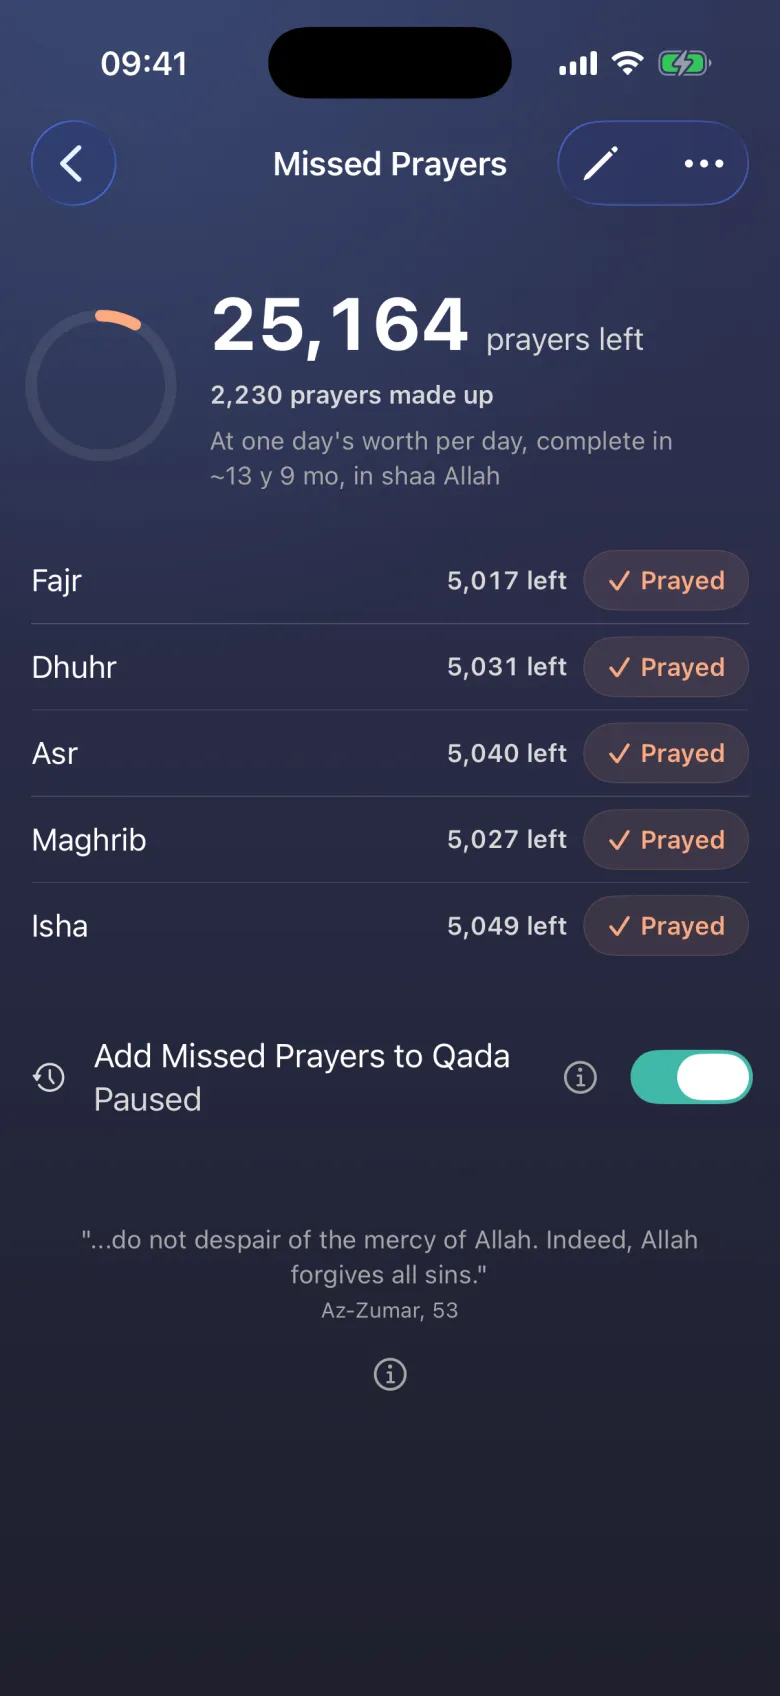 09:41
Missed Prayers
25,164 prayers left
2,230 prayers made up
At one day's worth per day, complete in
~13 y 9 mo, in shaa Allah
Fajr 5,017 left Prayed
Dhuhr 5,031 left Prayed
Asr 5,040 left Prayed
Maghrib 5,027 left Prayed
Isha 5,049 left Prayed
Add Missed Prayers to Qada
Paused
"...do not despair of the mercy of Allah. Indeed, Allah
forgives all sins."
Az-Zumar, 53